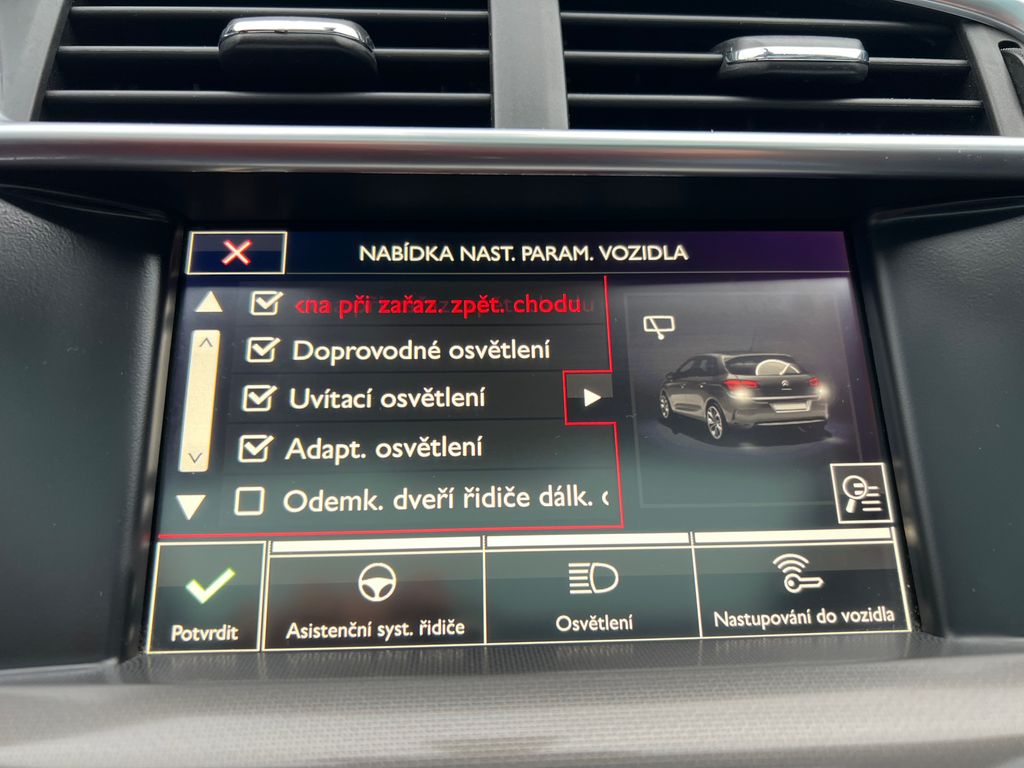 NABÍDKA NAST. PARAM. VOZIDLA
na při zařaz. zpět. chodu
Doprovodné osvětlení
Uvítací osvětlení
Adapt. osvětlení
Odemk. dveří řidiče dálk.
Potvrdit
Asistenční syst. řidiče
Osvětlení
Nastupování do vozidla